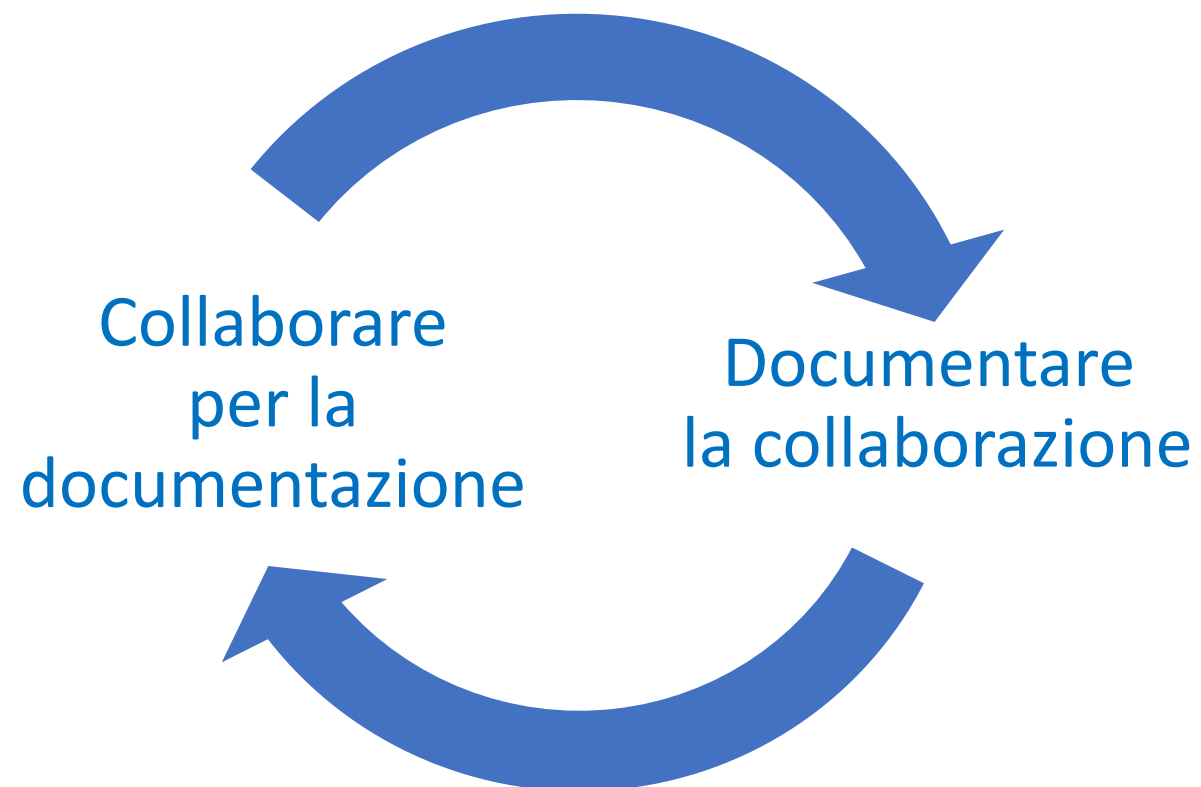 Collaborare
per la
documentazione
Documentare
la collaborazione